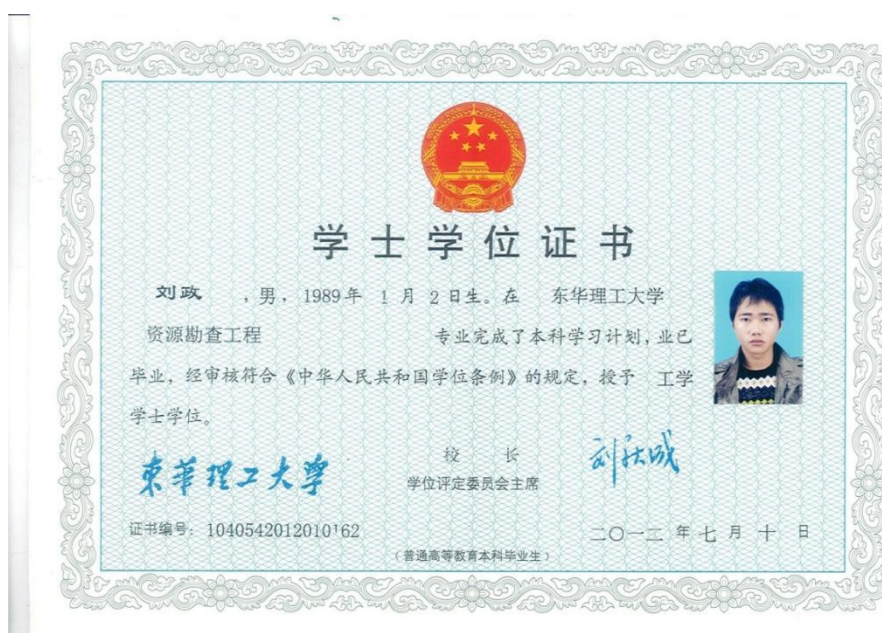 学士学位证书
刘政 ，男，1989年 1 月 2 日生。在 东华理工大学
资源勘查工程 专业完成了本科学习计划，业已
毕业，经审核符合《中华人民共和国学位条例》的规定，授予 工学
学士学位。
東華理工大學
校 长
学位评定委员会主席
证书编号：1040542012010162
二〇一二 年 七 月 十 日
（普通高等教育本科毕业生）